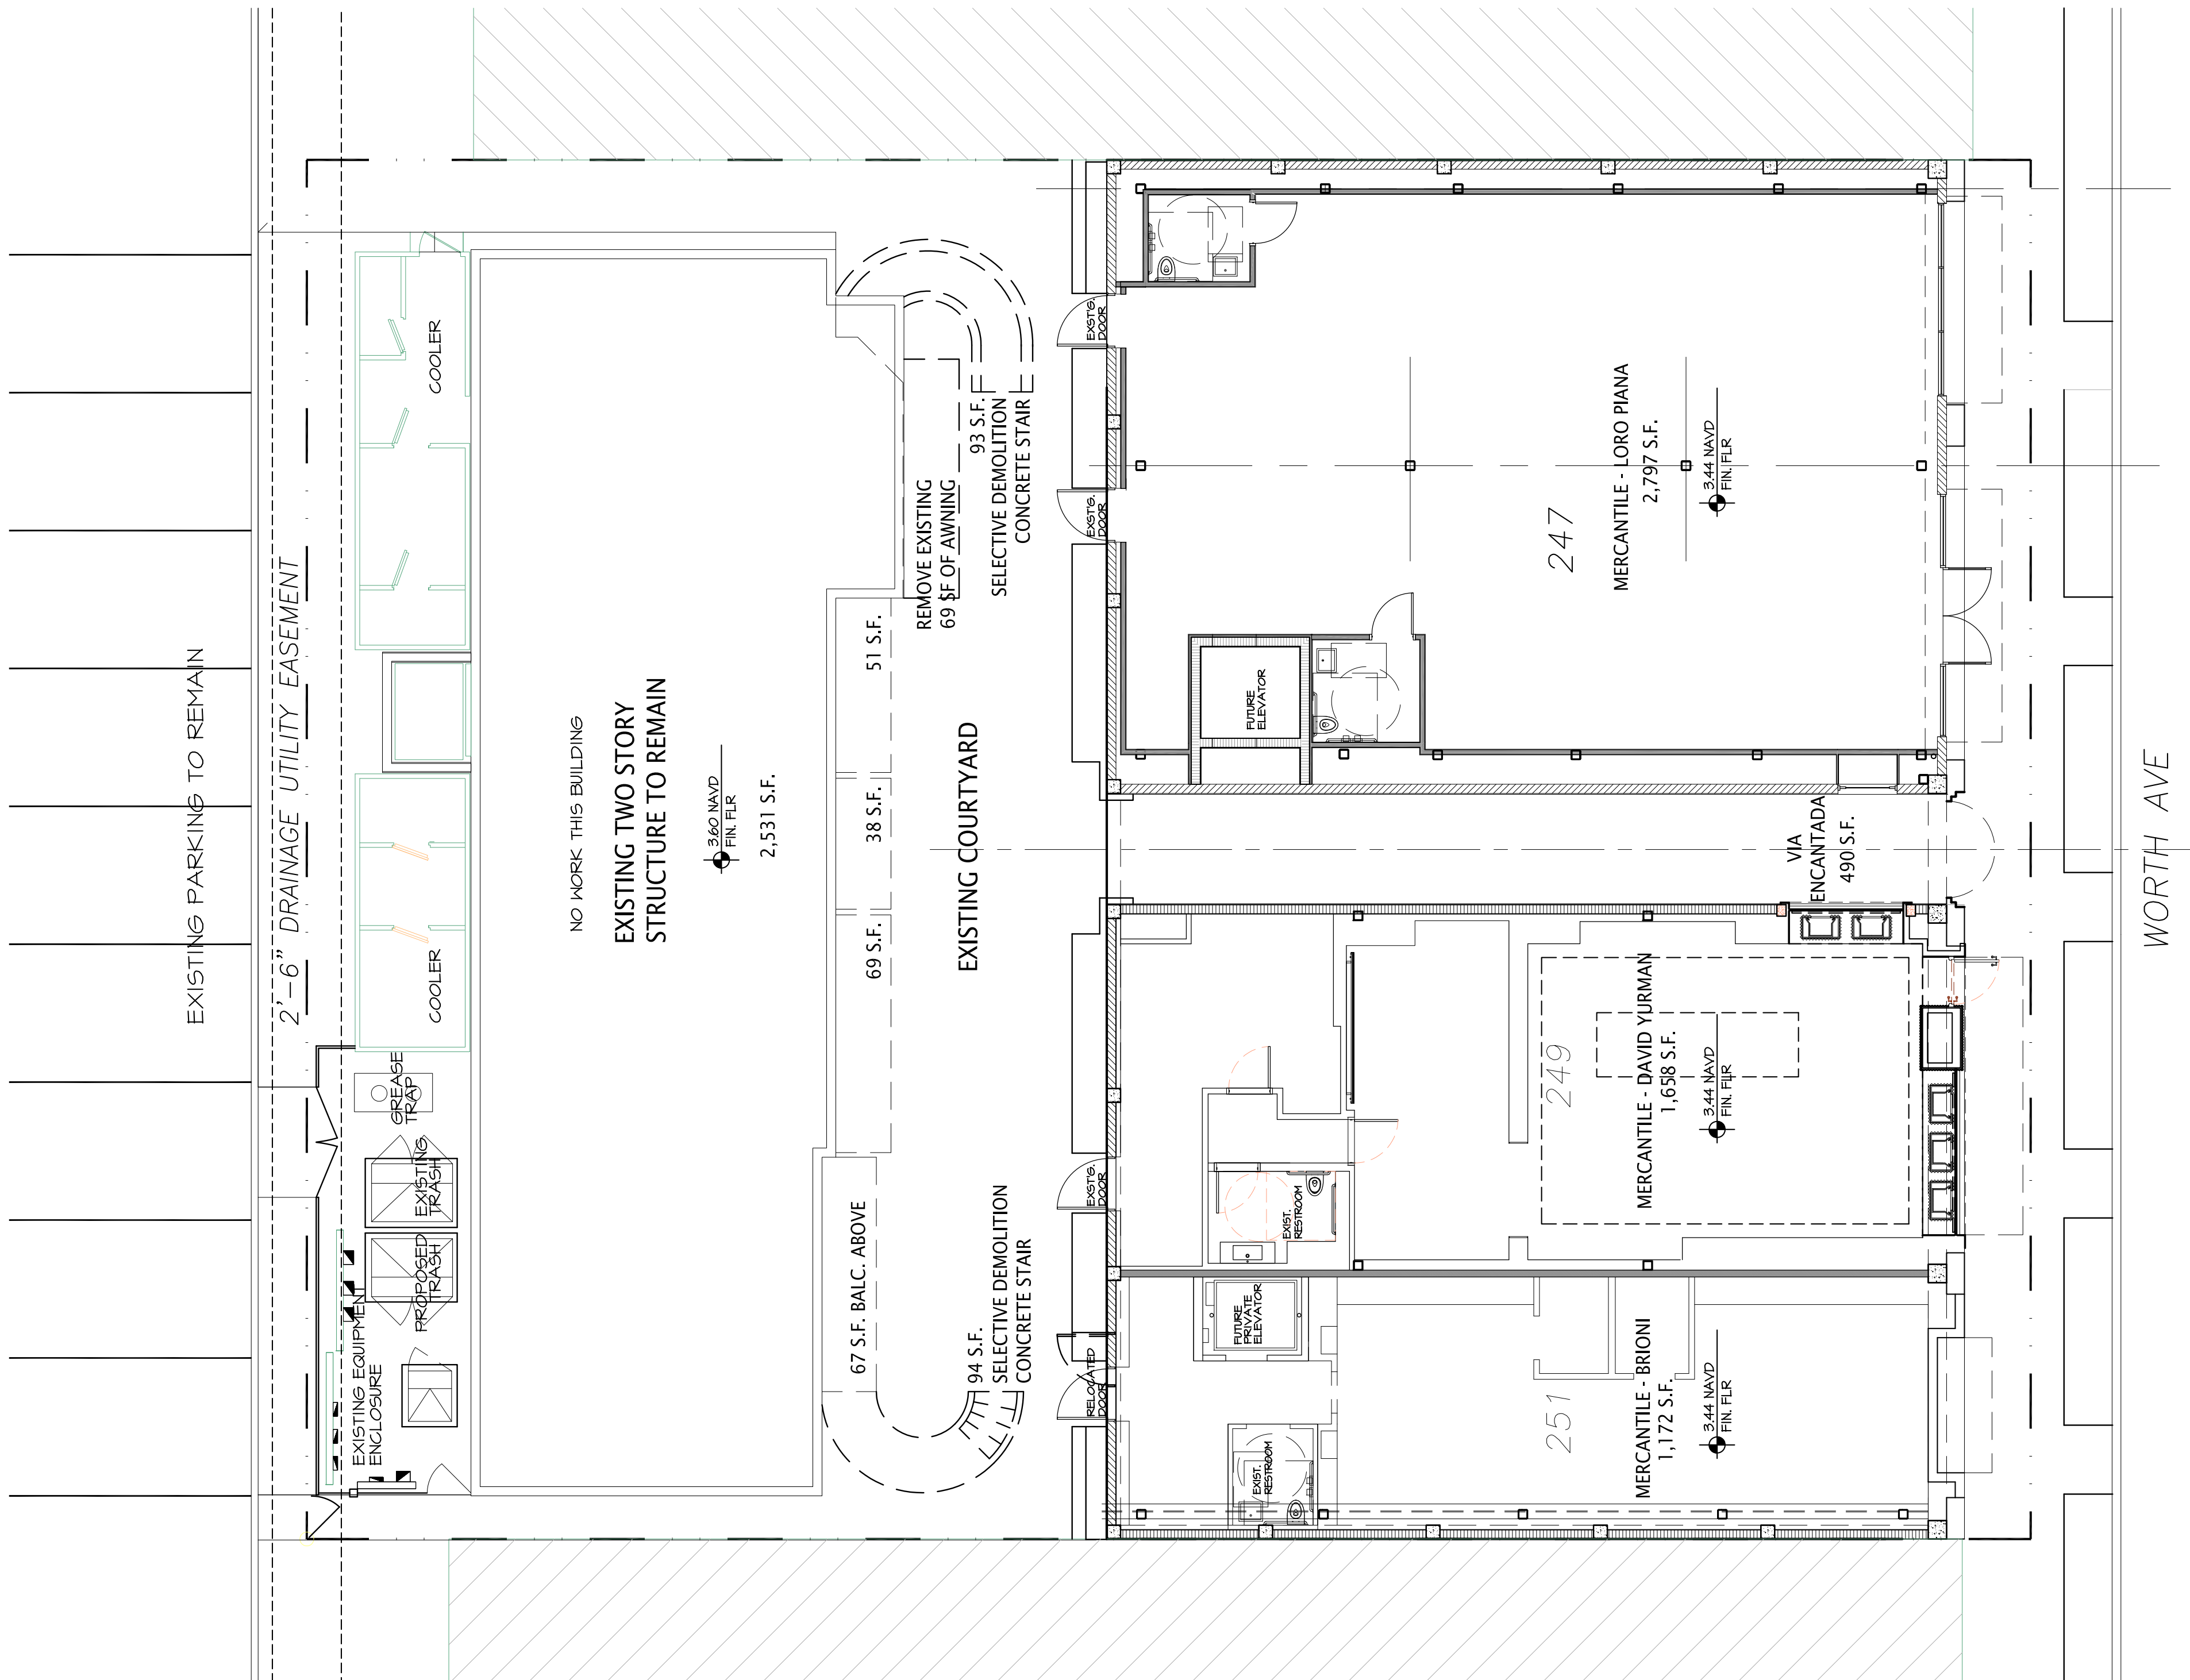 EXISTING PARKING TO REMAIN
2'-6" DRAINAGE UTILITY EASEMENT
COOLER
COOLER
GREASE
TRAP
EXISTING
TRASH
PROPOSED
TRASH
EXISTING EQUIPMENT
ENCLOSURE
NO WORK THIS BUILDING
EXISTING TWO STORY
STRUCTURE TO REMAIN
3.60 NAVD
FIN. FLR
2,531 S.F.
51 S.F.
38 S.F.
69 S.F.
67 S.F. BALC. ABOVE
REMOVE EXISTING
69 SF OF AWNING
93 S.F.
SELECTIVE DEMOLITION
CONCRETE STAIR
EXISTING COURTYARD
94 S.F.
SELECTIVE DEMOLITION
CONCRETE STAIR
EXST'G.
DOOR
EXST'G.
DOOR
EXST'G.
DOOR
RELOCATED
DOOR
FUTURE
ELEVATOR
247
MERCANTILE - LORO PIANA
2,797 S.F.
3.44 NAVD
FIN. FLR
VIA
ENCANTADA
490 S.F.
EXIST.
RESTROOM
249
MERCANTILE - DAVID YURMAN
1,658 S.F.
3.44 NAVD
FIN. FLR
FUTURE
PRIVATE
ELEVATOR
EXIST.
RESTROOM
251
MERCANTILE - BRIONI
1,172 S.F.
3.44 NAVD
FIN. FLR
WORTH AVE